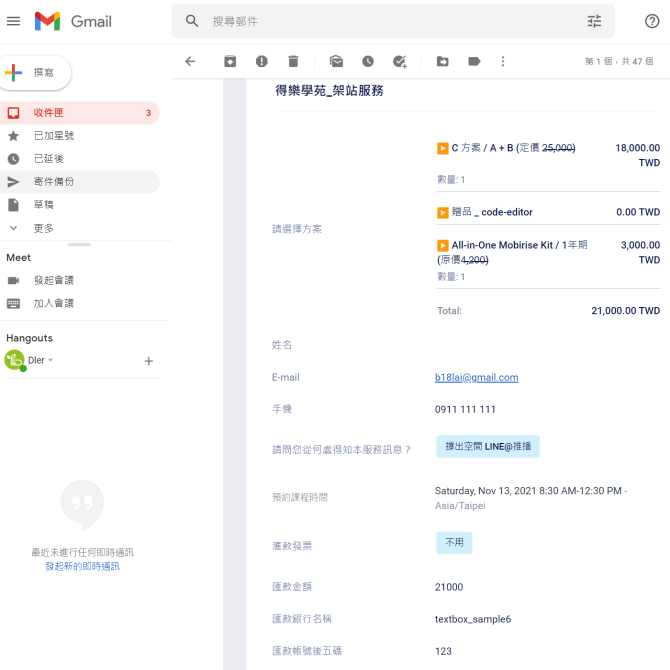 Gmail
搜尋郵件
撰寫
第 1 個，共 47 個
收件匣 3
已加星號
已延後
寄件備份
草稿
更多
Meet
發起會議
加入會議
Hangouts
Dler
最近未進行任何即時通訊
發起新的即時通訊
得樂學苑_架站服務
請選擇方案
C 方案 / A + B (定價 25,000) 18,000.00
TWD
數量: 1
贈品 _ code-editor 0.00 TWD
All-in-One Mobirise Kit / 1年期 3,000.00
(原價4,200) TWD
數量: 1
Total: 21,000.00 TWD
姓名
E-mail b18lai@gmail.com
手機 0911 111 111
請問您從何處得知本服務訊息？ 撐出空間 LINE@推播
預約課程時間 Saturday, Nov 13, 2021 8:30 AM-12:30 PM -
Asia/Taipei
滙款發票 不用
匯款金額 21000
匯款銀行名稱 textbox_sample6
匯款帳號後五碼 123